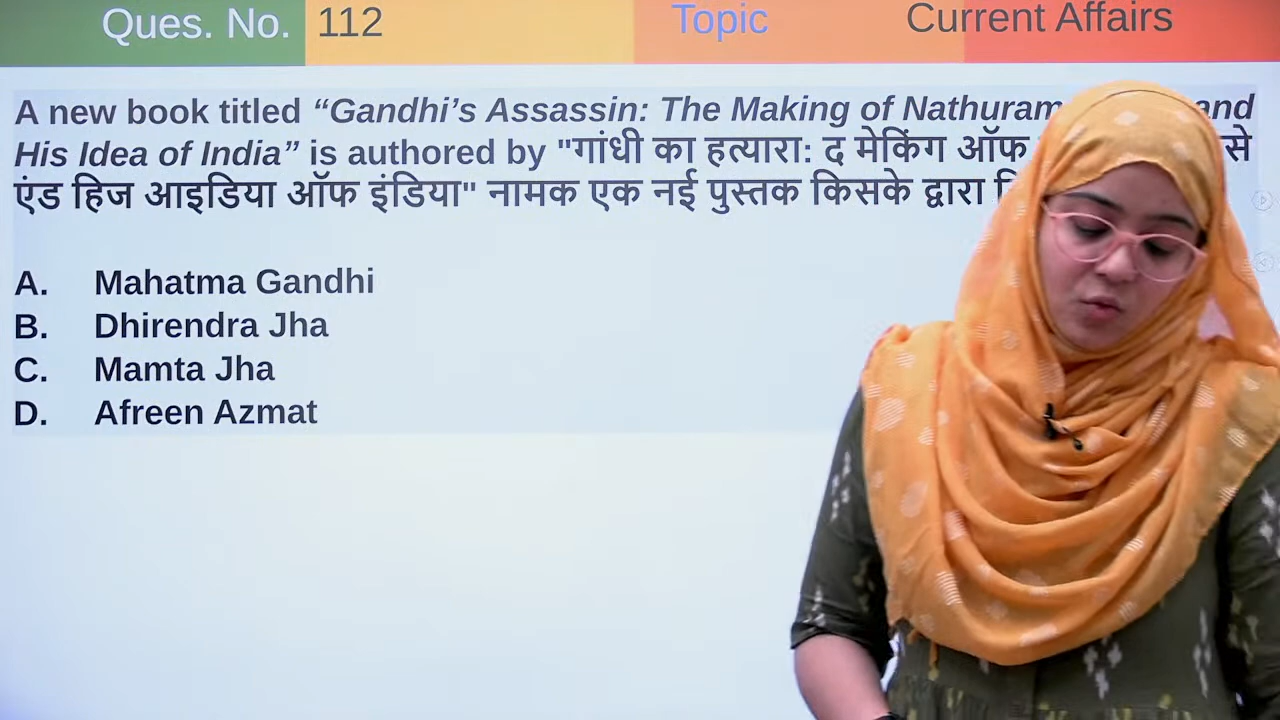 Ques. No. 112 Topic Current Affairs
A new book titled “Gandhi’s Assassin: The Making of Nathuram and
His Idea of India” is authored by "गांधी का हत्यारा: द मेकिंग ऑफ से
एंड हिज आइडिया ऑफ इंडिया" नामक एक नई पुस्तक किसके द्वारा
A. Mahatma Gandhi
B. Dhirendra Jha
C. Mamta Jha
D. Afreen Azmat